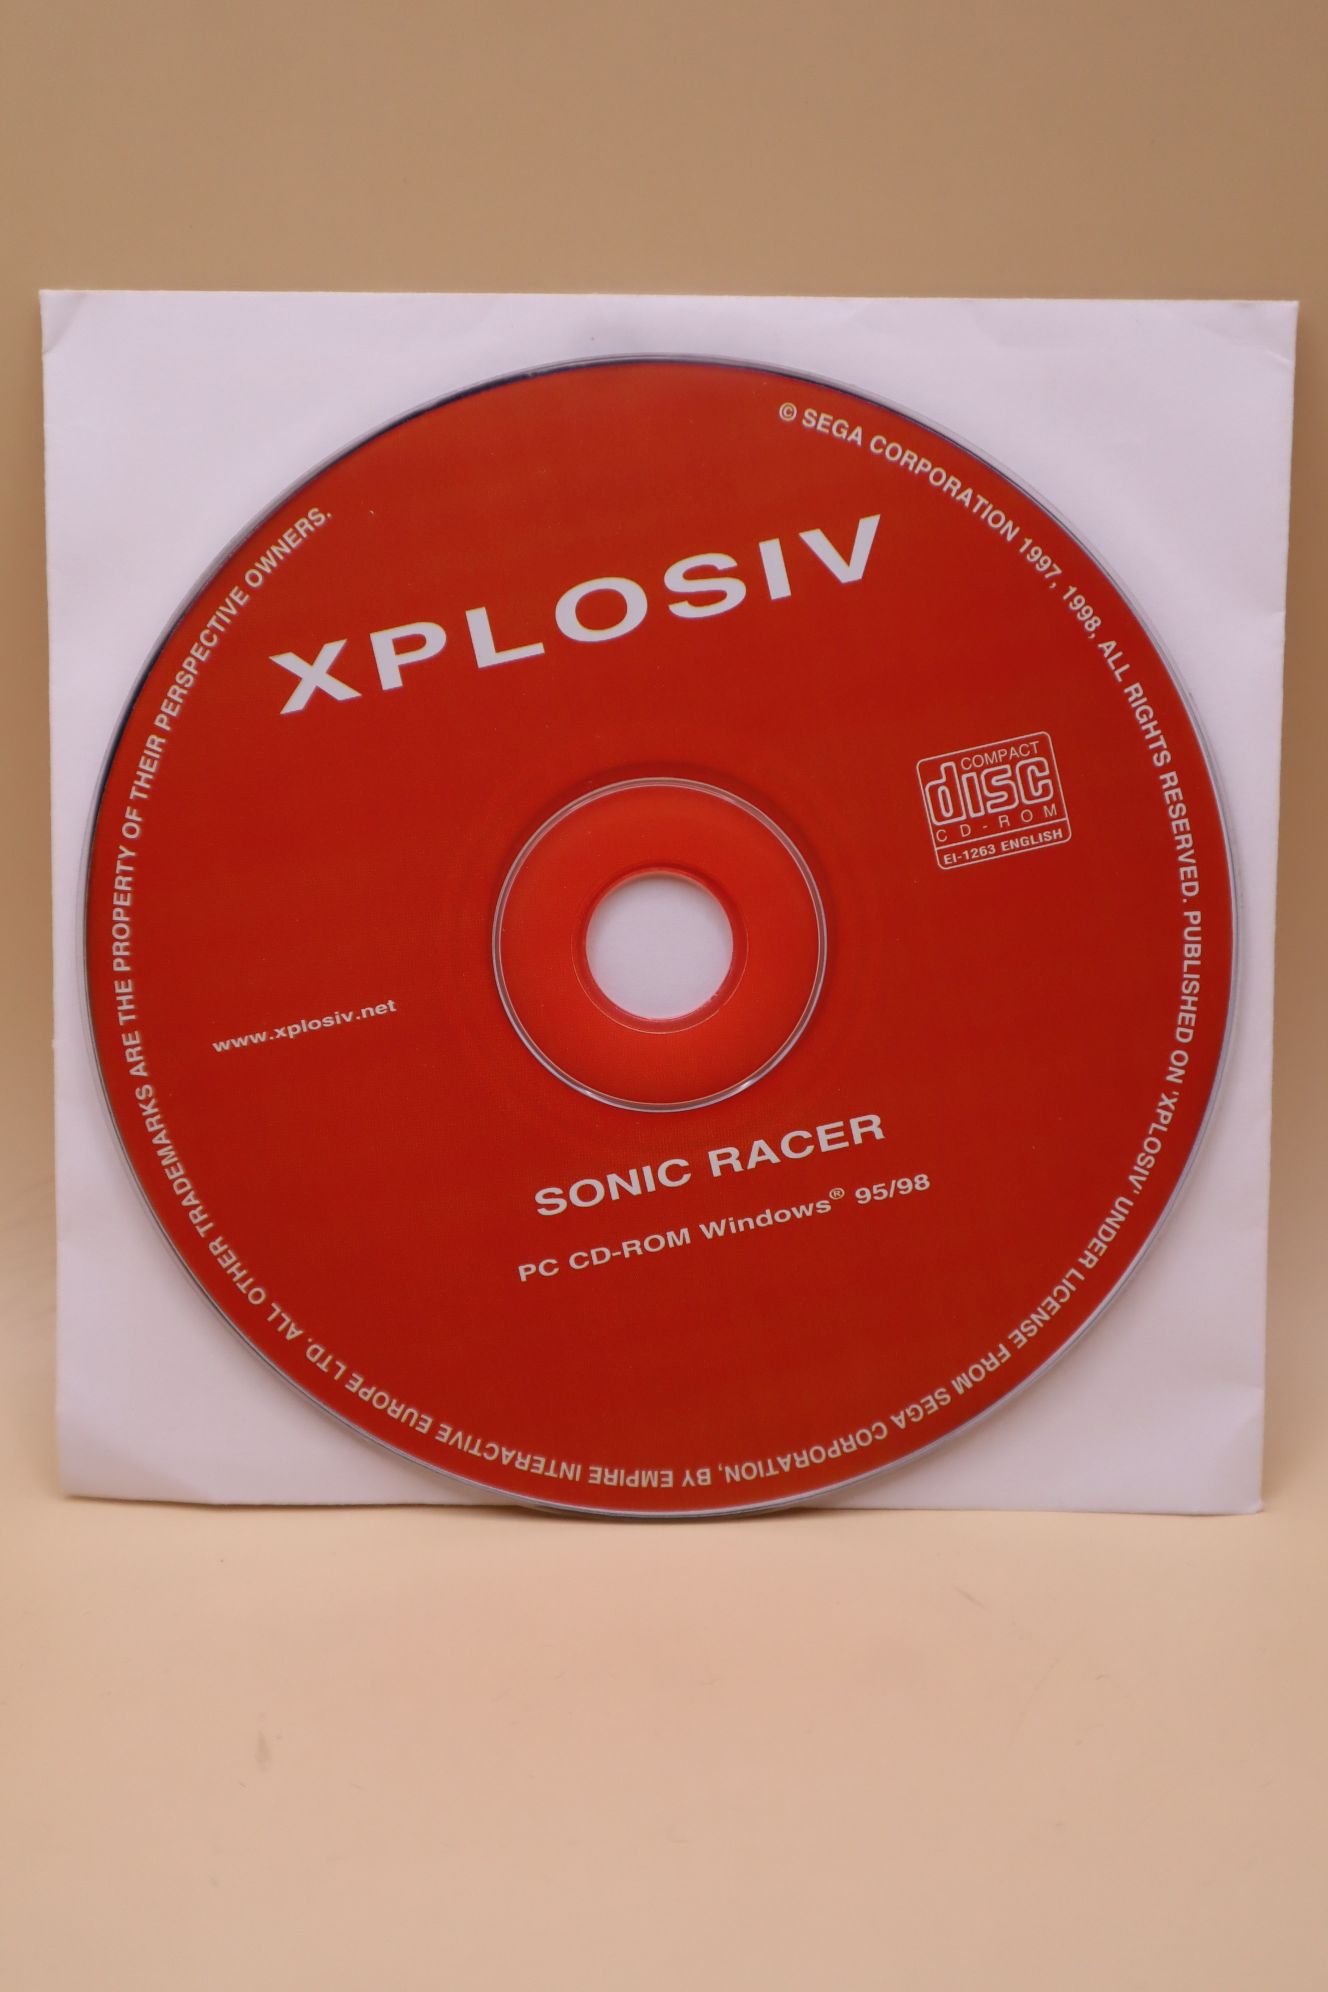 XPLOSIV
COMPACT
disc
CD-ROM
EI-1263 ENGLISH
www.xplosiv.net
SONIC RACER
PC CD-ROM Windows® 95/98
© SEGA CORPORATION 1997, 1998, ALL RIGHTS RESERVED. PUBLISHED ON 'XPLOSIV' UNDER LICENSE FROM SEGA CORPORATION, BY EMPIRE INTERACTIVE EUROPE LTD. ALL OTHER TRADEMARKS ARE THE PROPERTY OF THEIR PERSPECTIVE OWNERS.